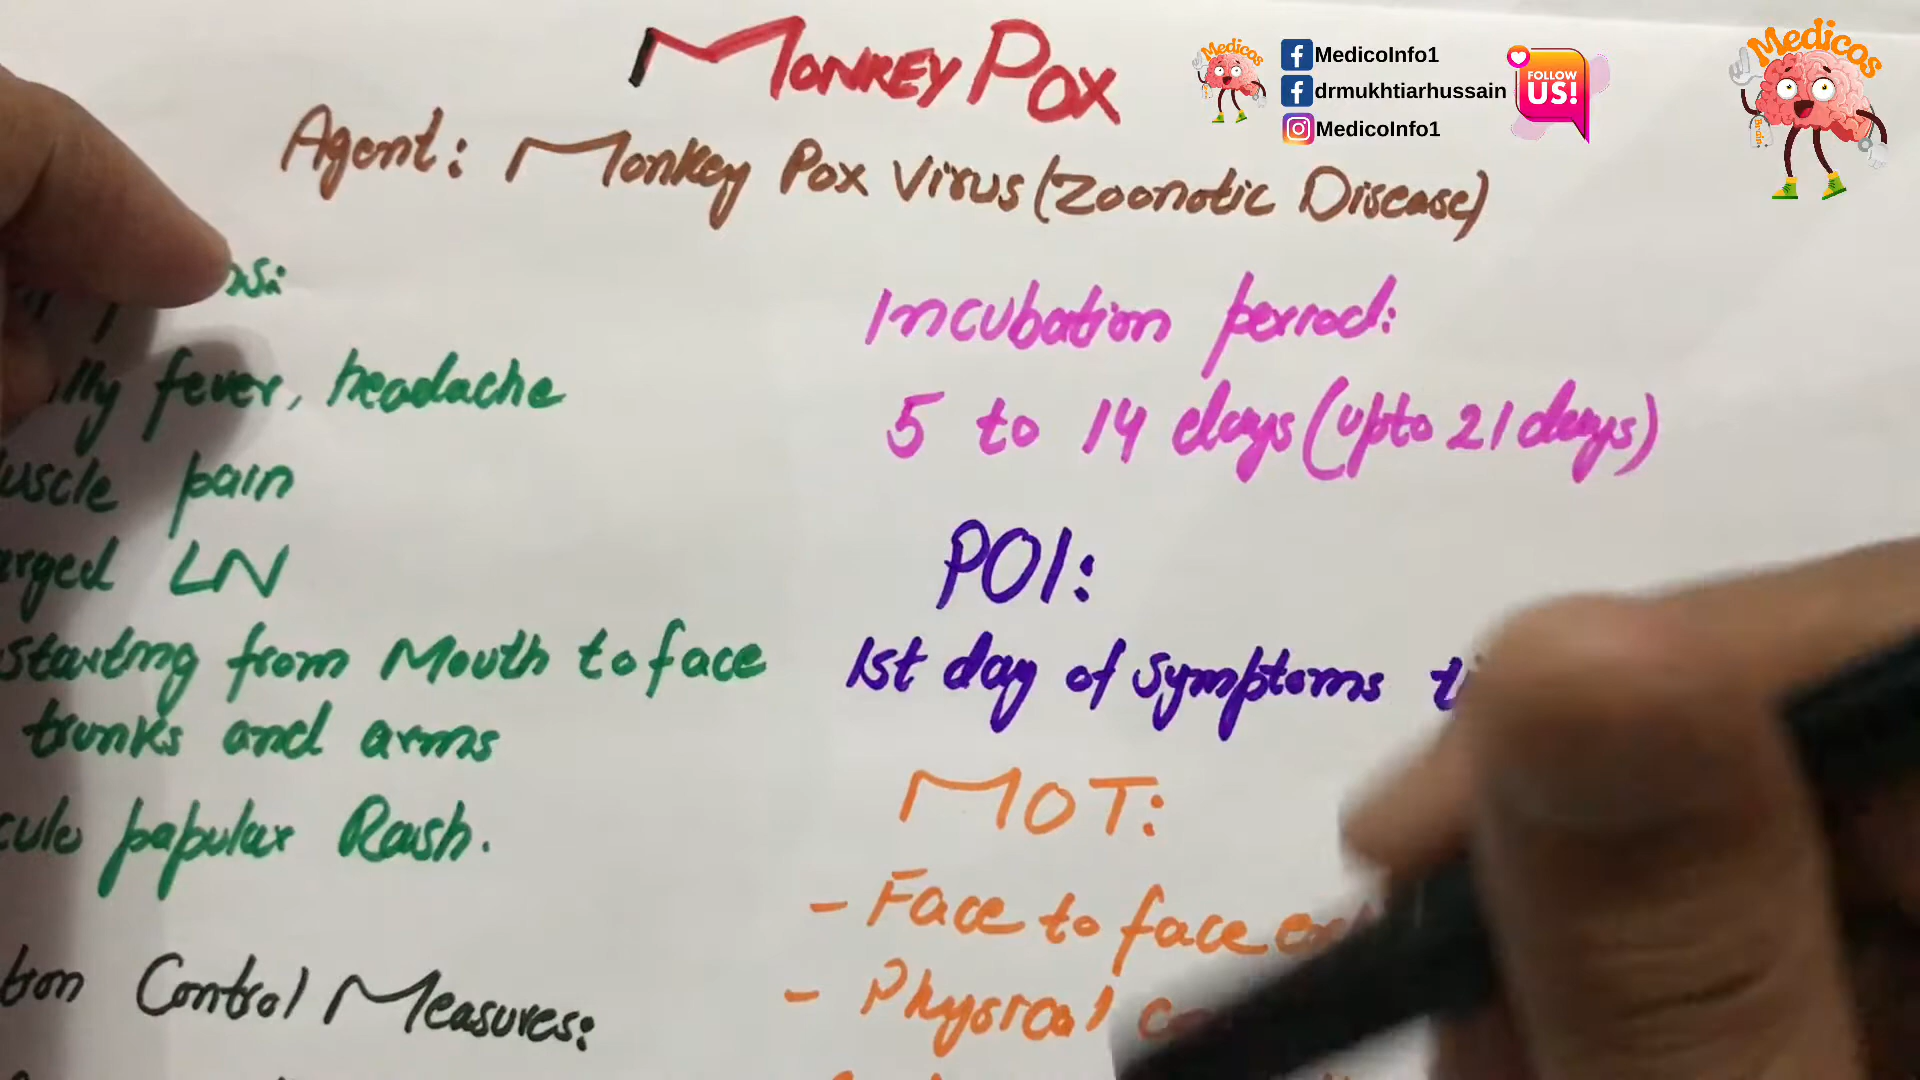 Monkey Pox
Medicos
MedicoInfo1
drmukhtiarhussain
MedicoInfo1
FOLLOW
US!
Medicos
Agent: Monkey Pox Virus (Zoonotic Disease)
fever, headache
pain
LN
Starting from Mouth to face
trunks and arms
papular Rash.
Control Measures:
Incubation period:
5 to 14 days (upto 21 days)
POI:
1st day of symptoms
MOT:
- Face to face
- Physical